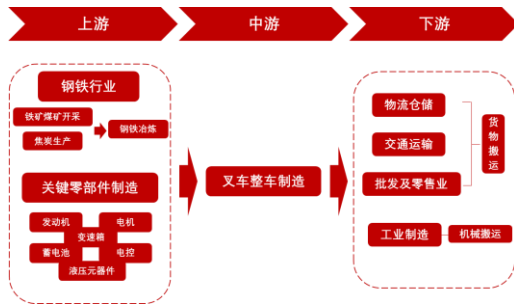 上游
中游
下游
钢铁行业
铁矿煤矿开采
焦炭生产
钢铁冶炼
关键零部件制造
发动机
电机
变速箱
蓄电池
电控
液压元器件
叉车整车制造
物流仓储
交通运输
批发及零售业
货物搬运
工业制造
机械搬运